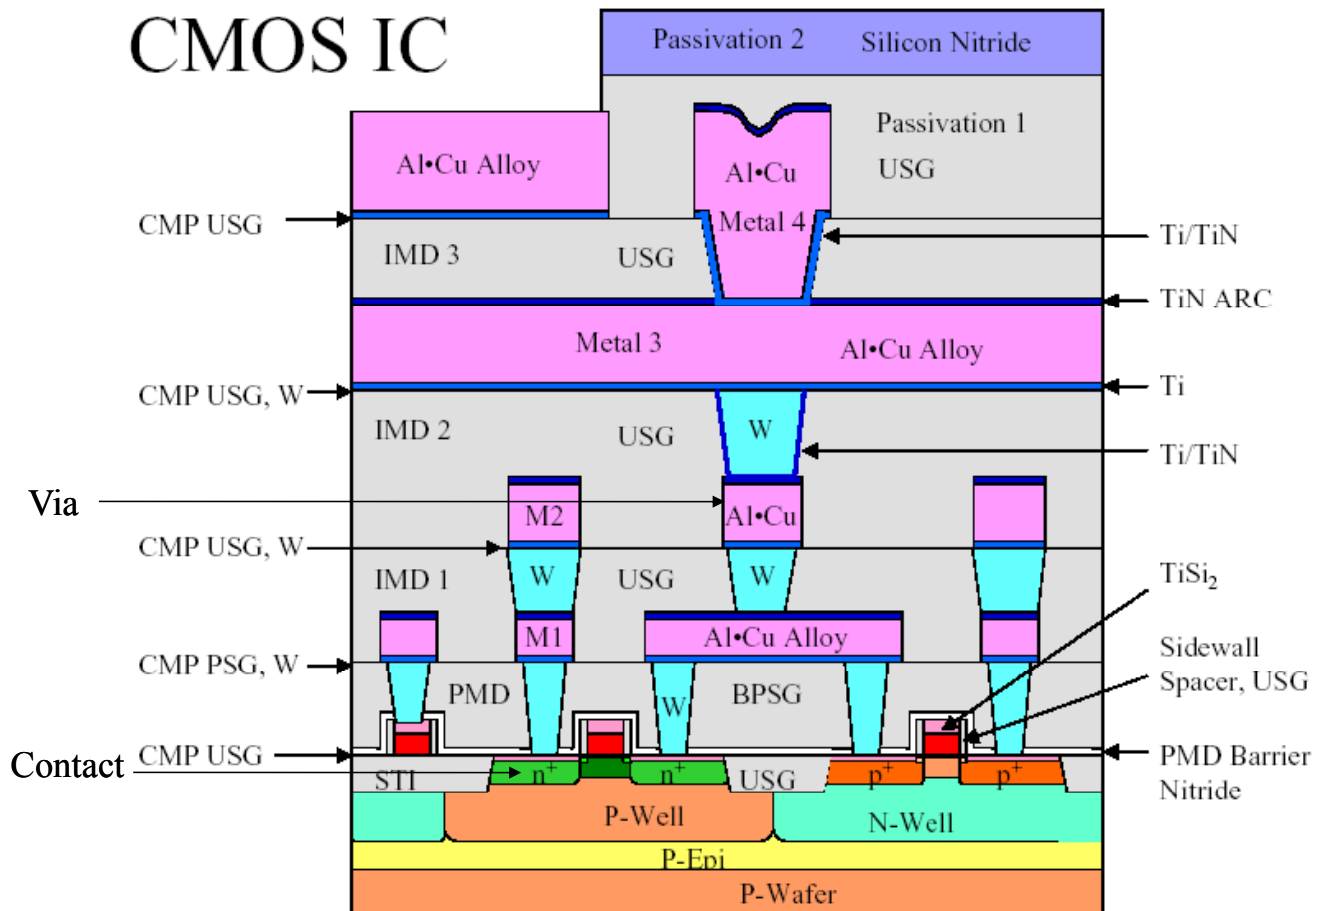 CMOS IC
Passivation 2
Silicon Nitride
Passivation 1
USG
Al•Cu Alloy
Al•Cu
Metal 4
CMP USG
IMD 3
USG
Ti/TiN
TiN ARC
Metal 3
Al•Cu Alloy
CMP USG, W
Ti
IMD 2
USG
W
Ti/TiN
Via
M2
Al•Cu
CMP USG, W
IMD 1
W
USG
W
TiSi2
M1
Al•Cu Alloy
CMP PSG, W
Sidewall
Spacer, USG
PMD
W
BPSG
CMP USG
PMD Barrier
Nitride
Contact
STI
n+
n+
USG
p+
p+
P-Well
N-Well
P-Epi
P-Wafer